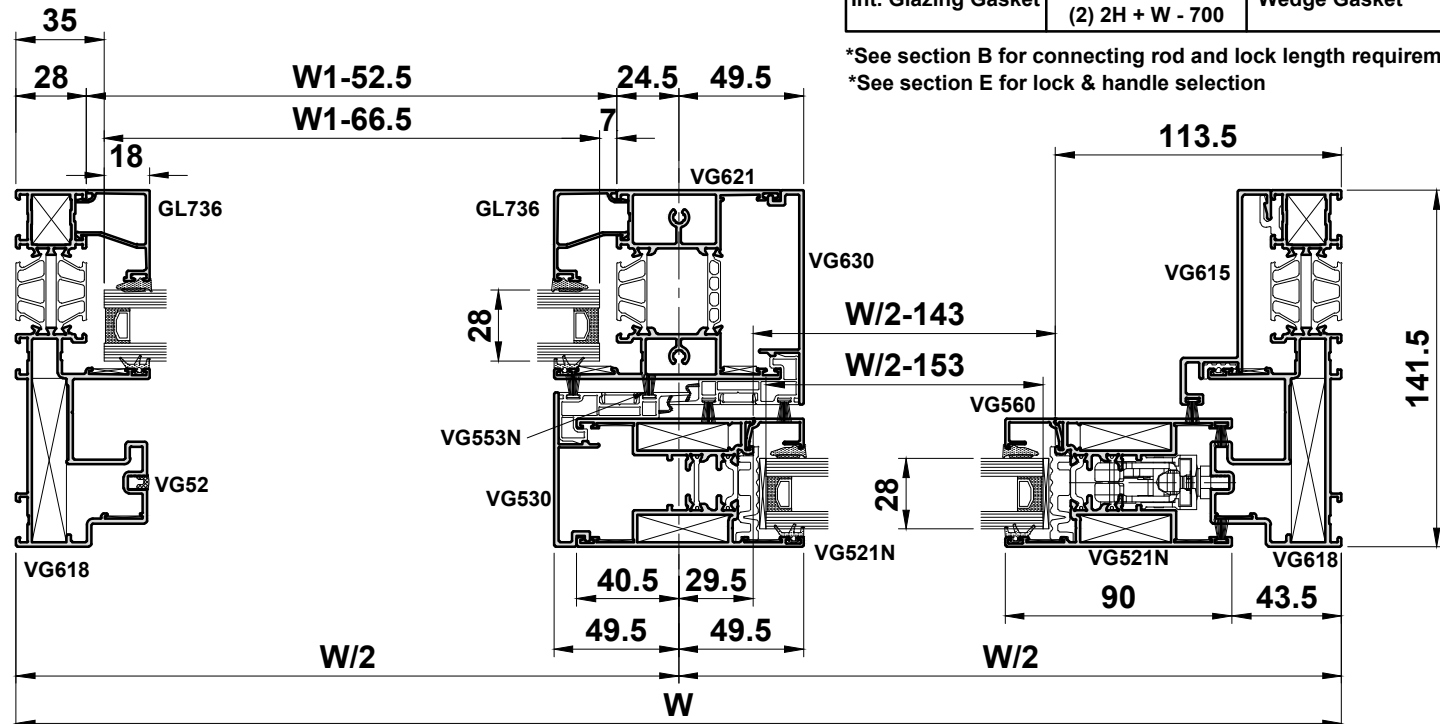 Int. Glazing Gasket
Wedge Gasket
(2) 2H + W - 700
*See section B for connecting rod and lock length requirem
*See section E for lock & handle selection
35
28
W1-52.5
24.5
49.5
W1-66.5
7
18
113.5
VG621
GL736
GL736
VG630
VG615
28
W/2-143
W/2-153
141.5
VG560
VG553N
VG52
VG530
28
VG521N
VG618
VG521N
VG618
40.5
29.5
90
43.5
49.5
49.5
W/2
W/2
W